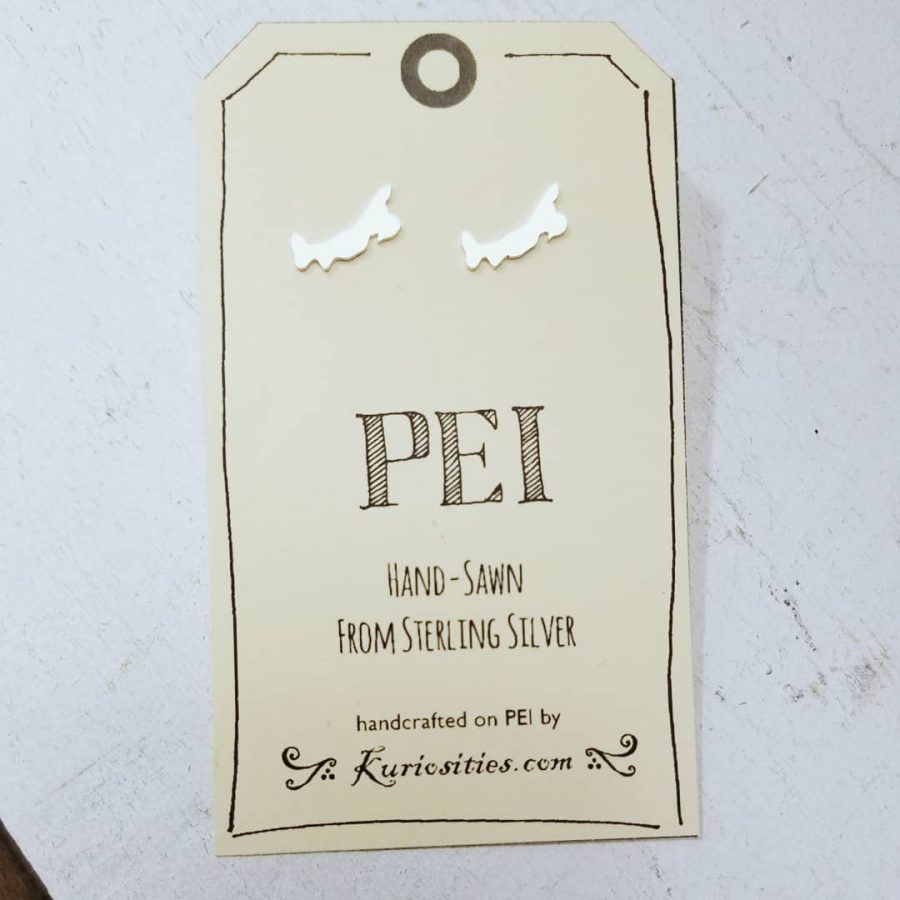 PEI
HAND-SAWN
FROM STERLING SILVER
handcrafted on PEI by
Kuriosities.com